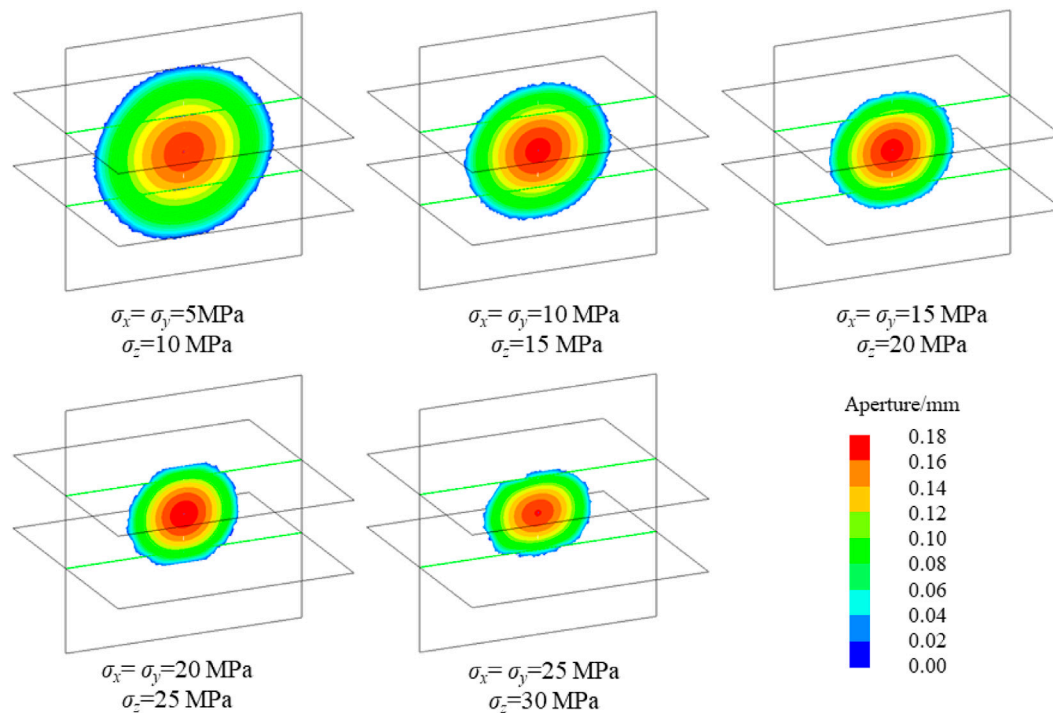 σx= σy=5MPa
σz=10 MPa
σx= σy=10 MPa
σz=15 MPa
σx= σy=15 MPa
σz=20 MPa
σx= σy=20 MPa
σz=25 MPa
σx= σy=25 MPa
σz=30 MPa
Aperture/mm
0.18
0.16
0.14
0.12
0.10
0.08
0.06
0.04
0.02
0.00